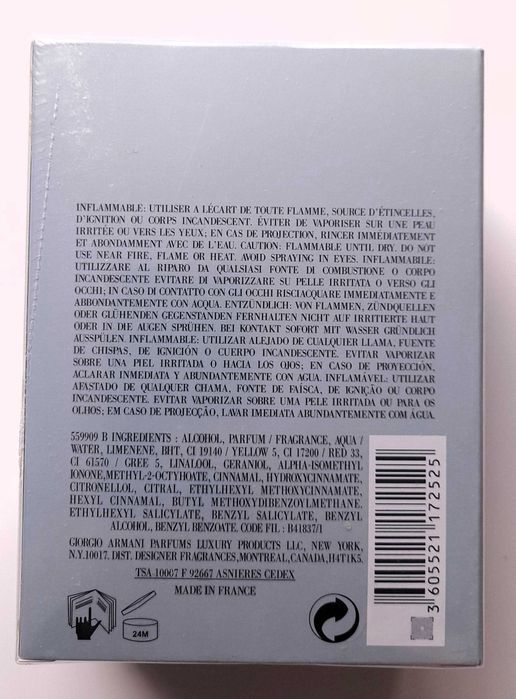 INFLAMMABLE: UTILISER A LÉCART DE TOUTE FLAMME, SOURCE D'ÉTINCELLES,
D'IGNITION OU CORPS INCANDESCENT. ÉVITER DE VAPORISER SUR UNE PEAU
IRRITÉE OU VERS LES YEUX; EN CAS DE PROJECTION, RINCER IMMÉDIATEMENT
ET ABONDAMMENT AVEC DE L'EAU. CAUTION: FLAMMABLE UNTIL DRY. DO NOT
USE NEAR FIRE, FLAME OR HEAT. AVOID SPRAYING IN EYES. INFLAMMABILE:
UTILIZZARE AL RIPARO DA QUALSIASI FONTE DI COMBUSTIONE O CORPO
INCANDESCENTE EVITARE DI VAPORIZZARE SU PELLE IRRITATA O VERSO GLI
OCCHI; IN CASO DI CONTATTO CON GLI OCCHI RISCIACQUARE IMMEDIATAMENTE E
ABBONDANTEMENTE CON ACQUA. ENTZÜNDLICH: VON FLAMMEN, ZÜNDQUELLEN
ODER GLÜHENDEN GEGENSTANDEN FERNHALTEN NICHT AUF IRRITIERTE HAUT
ODER IN DIE AUGEN SPRÜHEN. BEI KONTAKT SOFORT MIT WASSER GRÜNDLICH
AUSSPÜLEN. INFLAMMABLE: UTILIZAR ALEJADO DE CUALQUIER LLAMA, FUENTE
DE CHISPAS, DE IGNICIÓN O CUERPO INCANDESCENTE. EVITAR VAPORIZAR
SOBRE UNA PIEL IRRITADA O HACIA LOS OJOS; EN CASO DE PROYECCIÓN,
ACLARAR IMMEDIATA Y ABUNDANTEMENTE CON AGUA. INFLAMÁVEL: UTILIZAR
AFASTADO DE QUALQUER CHAMA, FONTE DE FAÍSCA, DE IGNIÇÃO OU CORPO
INCANDESCENTE. EVITAR VAPORIZAR SOBRE UMA PELE IRRITADA OU PARA OS
OLHOS; EM CASO DE PROJECÇÃO, LAVAR IMEDIATA ABUNDANTEMENTE COM ÁGUA.
559909 B INGREDIENTS : ALCOHOL, PARFUM / FRAGRANCE, AQUA /
WATER, LIMENENE, BHT, CI 19140 / YELLOW 5, CI 17200 / RED 33,
CI 61570 / GREE 5, LINALOOL, GERANIOL, ALPHA-ISOMETHYL
IONONE,METHYL-2-OCTYHOATE, CINNAMAL, HYDROXYCINNAMATE,
CITRONELLOL, CITRAL, ETHYLHEXYL METHOXYCINNAMATE,
HEXYL CINNAMAL, BUTYL METHOXYDIBENZOYLMETHANE.
ETHYLHEXYL SALICYLATE, BENZYL SALICYLATE, BENZYL
ALCOHOL, BENZYL BENZOATE. CODE FIL : B41837/1
GIORGIO ARMANI PARFUMS LUXURY PRODUCTS LLC, NEW YORK,
N.Y.10017. DIST. DESIGNER FRAGRANCES,MONTREAL,CANADA,H4T1K5.
TSA 10007 F 92667 ASNIERES CEDEX
MADE IN FRANCE
24M
3 605521 172525